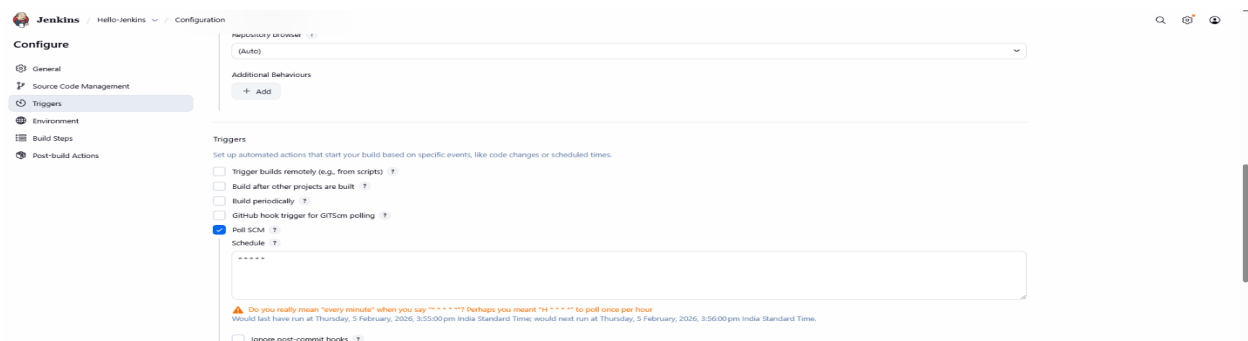 Jenkins / Hello-Jenkins / Configuration
Configure
General
Source Code Management
Triggers
Environment
Build Steps
Post-build Actions
Repository browser ?
(Auto)
Additional Behaviours
+ Add
Triggers
Set up automated actions that start your build based on specific events, like code changes or scheduled times.
Trigger builds remotely (e.g., from scripts) ?
Build after other projects are built ?
Build periodically ?
GitHub hook trigger for GITScm polling ?
Poll SCM ?
Schedule ?
* * * * *
Do you really mean "every minute" when you say "* * * * *"? Perhaps you meant "H * * * *" to poll once per hour
Would last have run at Thursday, 5 February, 2026, 3:55:00 pm India Standard Time; would next run at Thursday, 5 February, 2026, 3:56:00 pm India Standard Time.
Ignore post-commit hooks ?